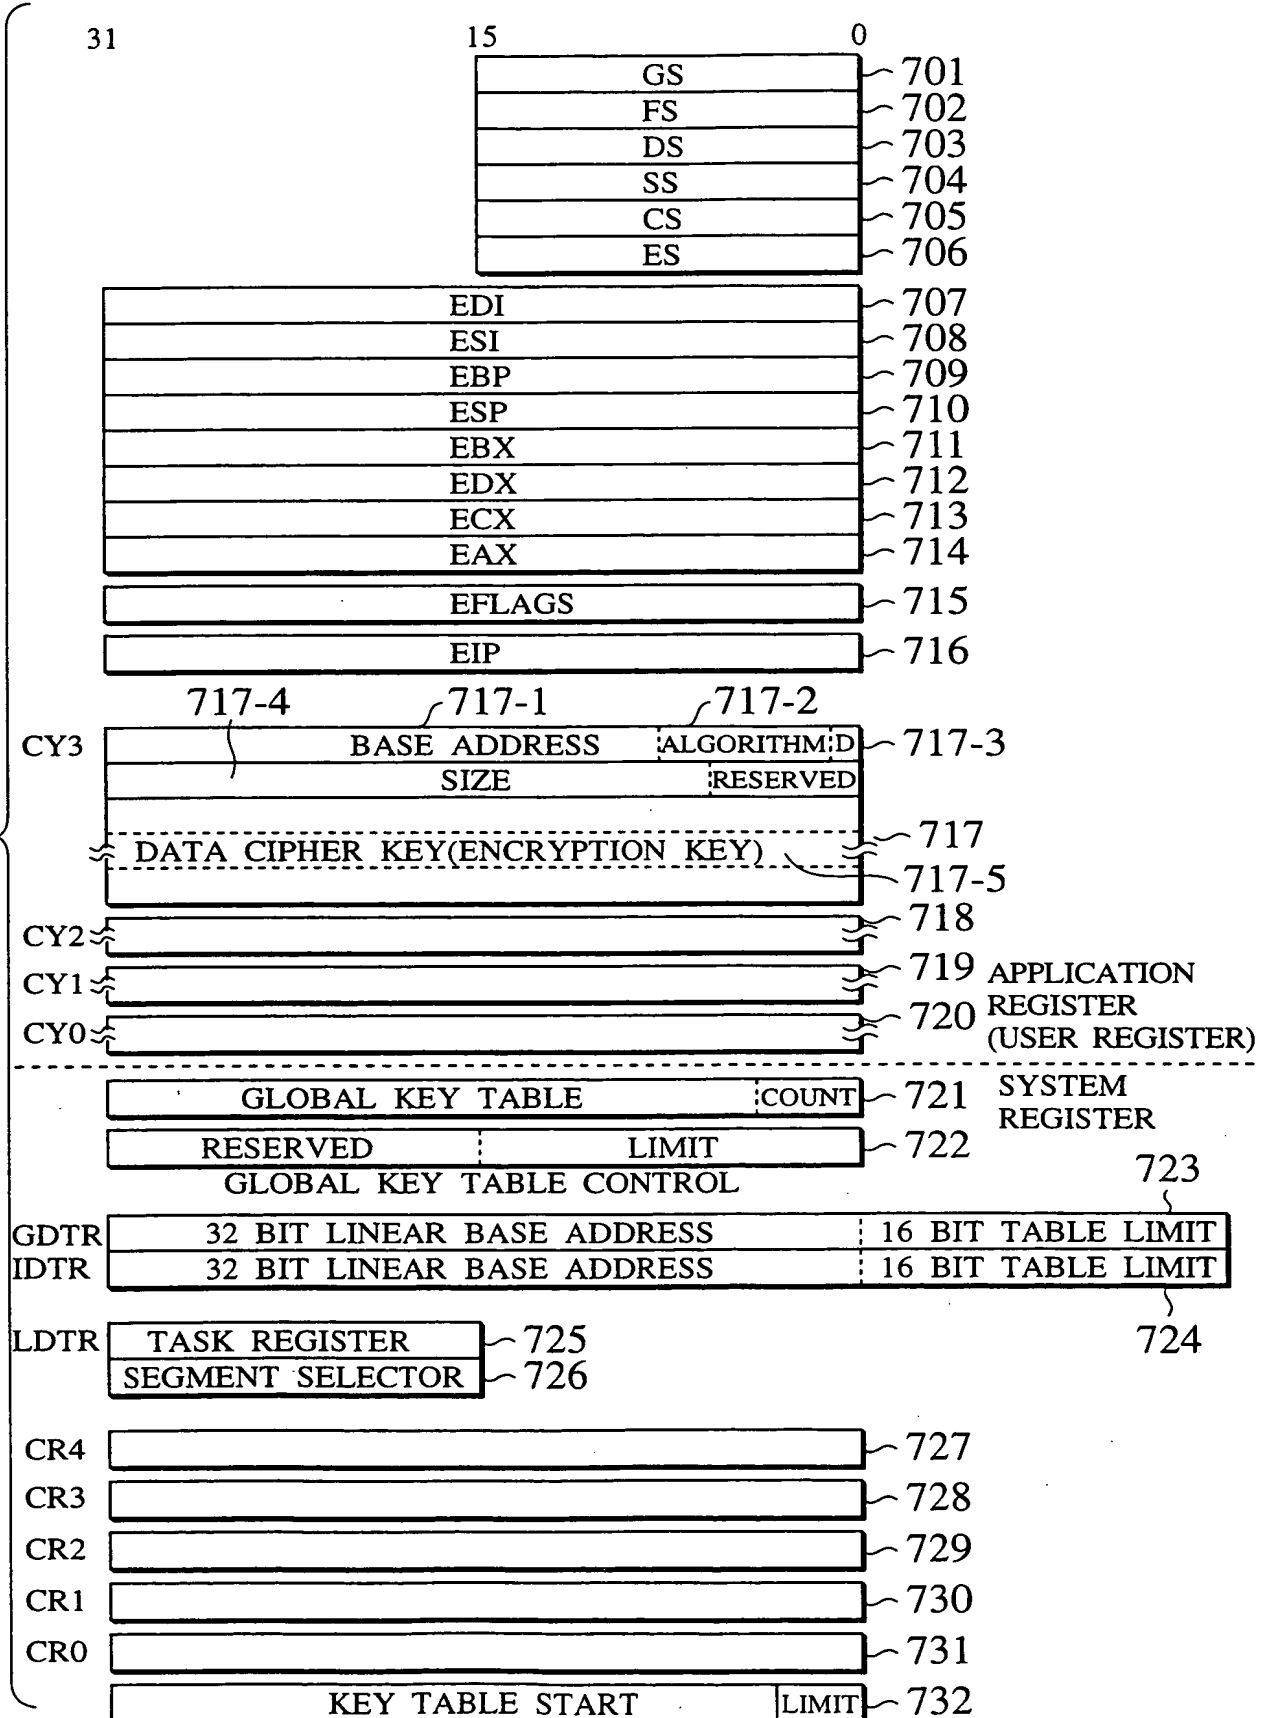 31 15 0
GS 701
FS 702
DS 703
SS 704
CS 705
ES 706
EDI 707
ESI 708
EBP 709
ESP 710
EBX 711
EDX 712
ECX 713
EAX 714
EFLAGS 715
EIP 716
717-4 717-1 717-2
CY3 BASE ADDRESS ALGORITHM D 717-3
SIZE RESERVED
717
DATA CIPHER KEY(ENCRYPTION KEY)
717-5
718
CY2
719 APPLICATION
CY1
720 REGISTER
CY0 (USER REGISTER)
GLOBAL KEY TABLE COUNT 721 SYSTEM
REGISTER
RESERVED LIMIT 722
GLOBAL KEY TABLE CONTROL 723
GDTR 32 BIT LINEAR BASE ADDRESS 16 BIT TABLE LIMIT
IDTR 32 BIT LINEAR BASE ADDRESS 16 BIT TABLE LIMIT
724
LDTR TASK REGISTER 725
SEGMENT SELECTOR 726
CR4 727
CR3 728
CR2 729
CR1 730
CR0 731
KEY TABLE START LIMIT 732